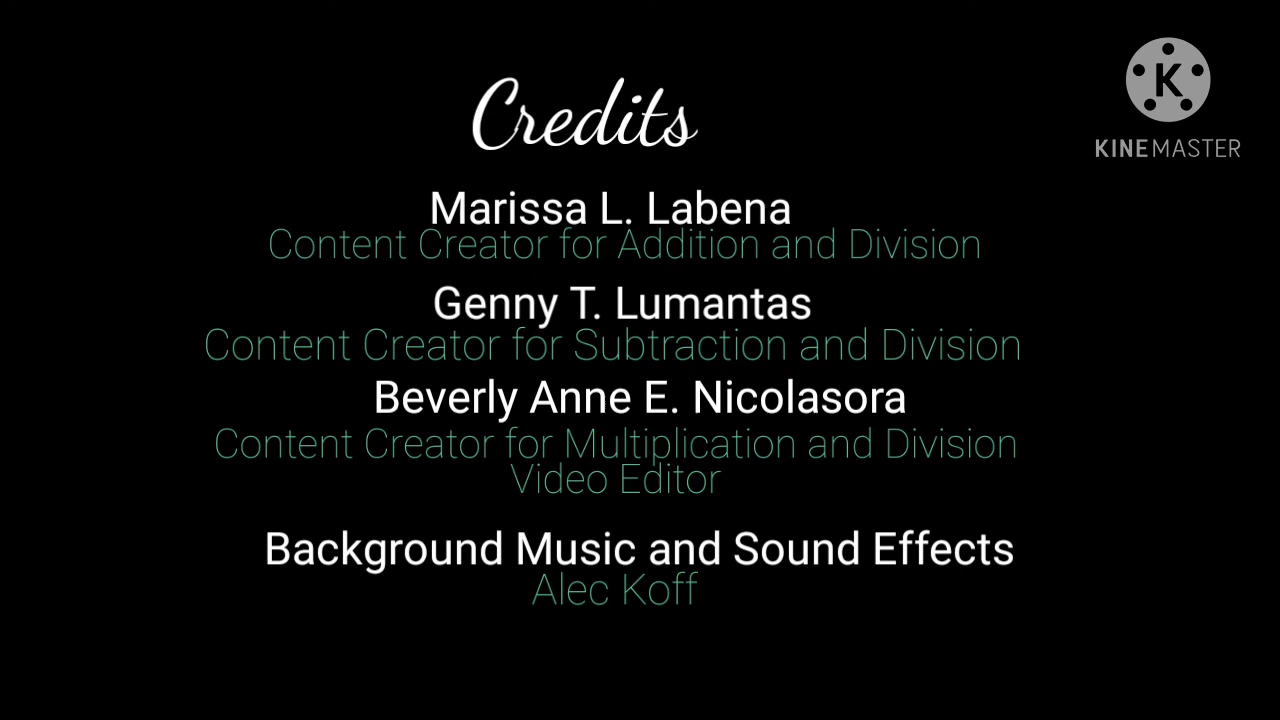 Credits
K
KINEMASTER
Marissa L. Labena
Content Creator for Addition and Division
Genny T. Lumantas
Content Creator for Subtraction and Division
Beverly Anne E. Nicolasora
Content Creator for Multiplication and Division
Video Editor
Background Music and Sound Effects
Alec Koff